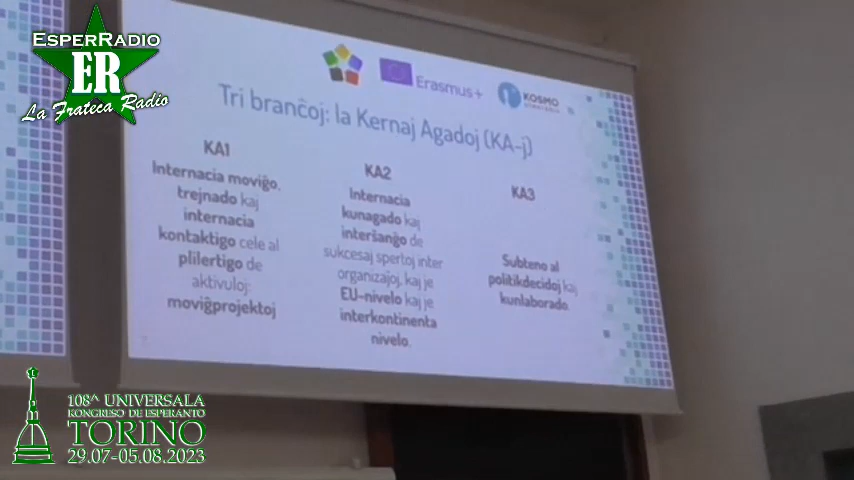 ESPERRADIO
ER
La Frateca Radio
Erasmus+
KOSMO
Tri branĉoj: la Kernaj Agadoj (KA-j)
KA1
Internacia moviĝo,
trejnado kaj
internacia
kontaktigo cele al
plilertigo de
aktivuloj:
moviĝprojektoj
KA2
Internacia
kunagado kaj
interŝanĝo de
sukcesaj spertoj inter
organizaĵoj, kaj je
EU-nivelo kaj je
interkontinenta
nivelo.
KA3
Subteno al
politikdecidoj kaj
kunlaborado.
108ª UNIVERSALA
KONGRESO DE ESPERANTO
TORINO
29.07-05.08.2023